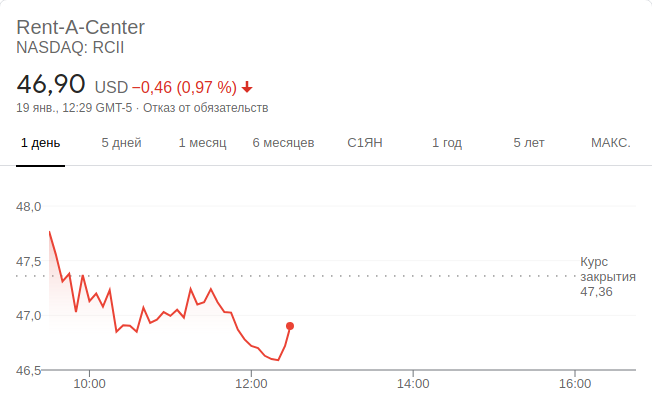 Rent-A-Center
NASDAQ: RCII
46,90 USD −0,46 (0,97 %)
19 янв., 12:29 GMT-5 · Отказ от обязательств
1 день 5 дней 1 месяц 6 месяцев С1ЯН 1 год 5 лет МАКС.
48,0
47,5
Курс
закрытия
47,36
47,0
46,5
10:00 12:00 14:00 16:00